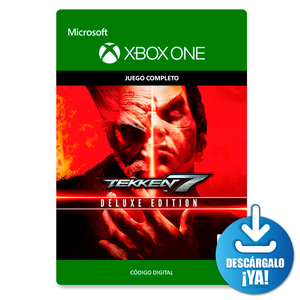 Microsoft
XBOX ONE
JUEGO COMPLETO
TEKKEN 7
DELUXE EDITION
CÓDIGO DIGITAL
DESCÁRGALO
¡YA!